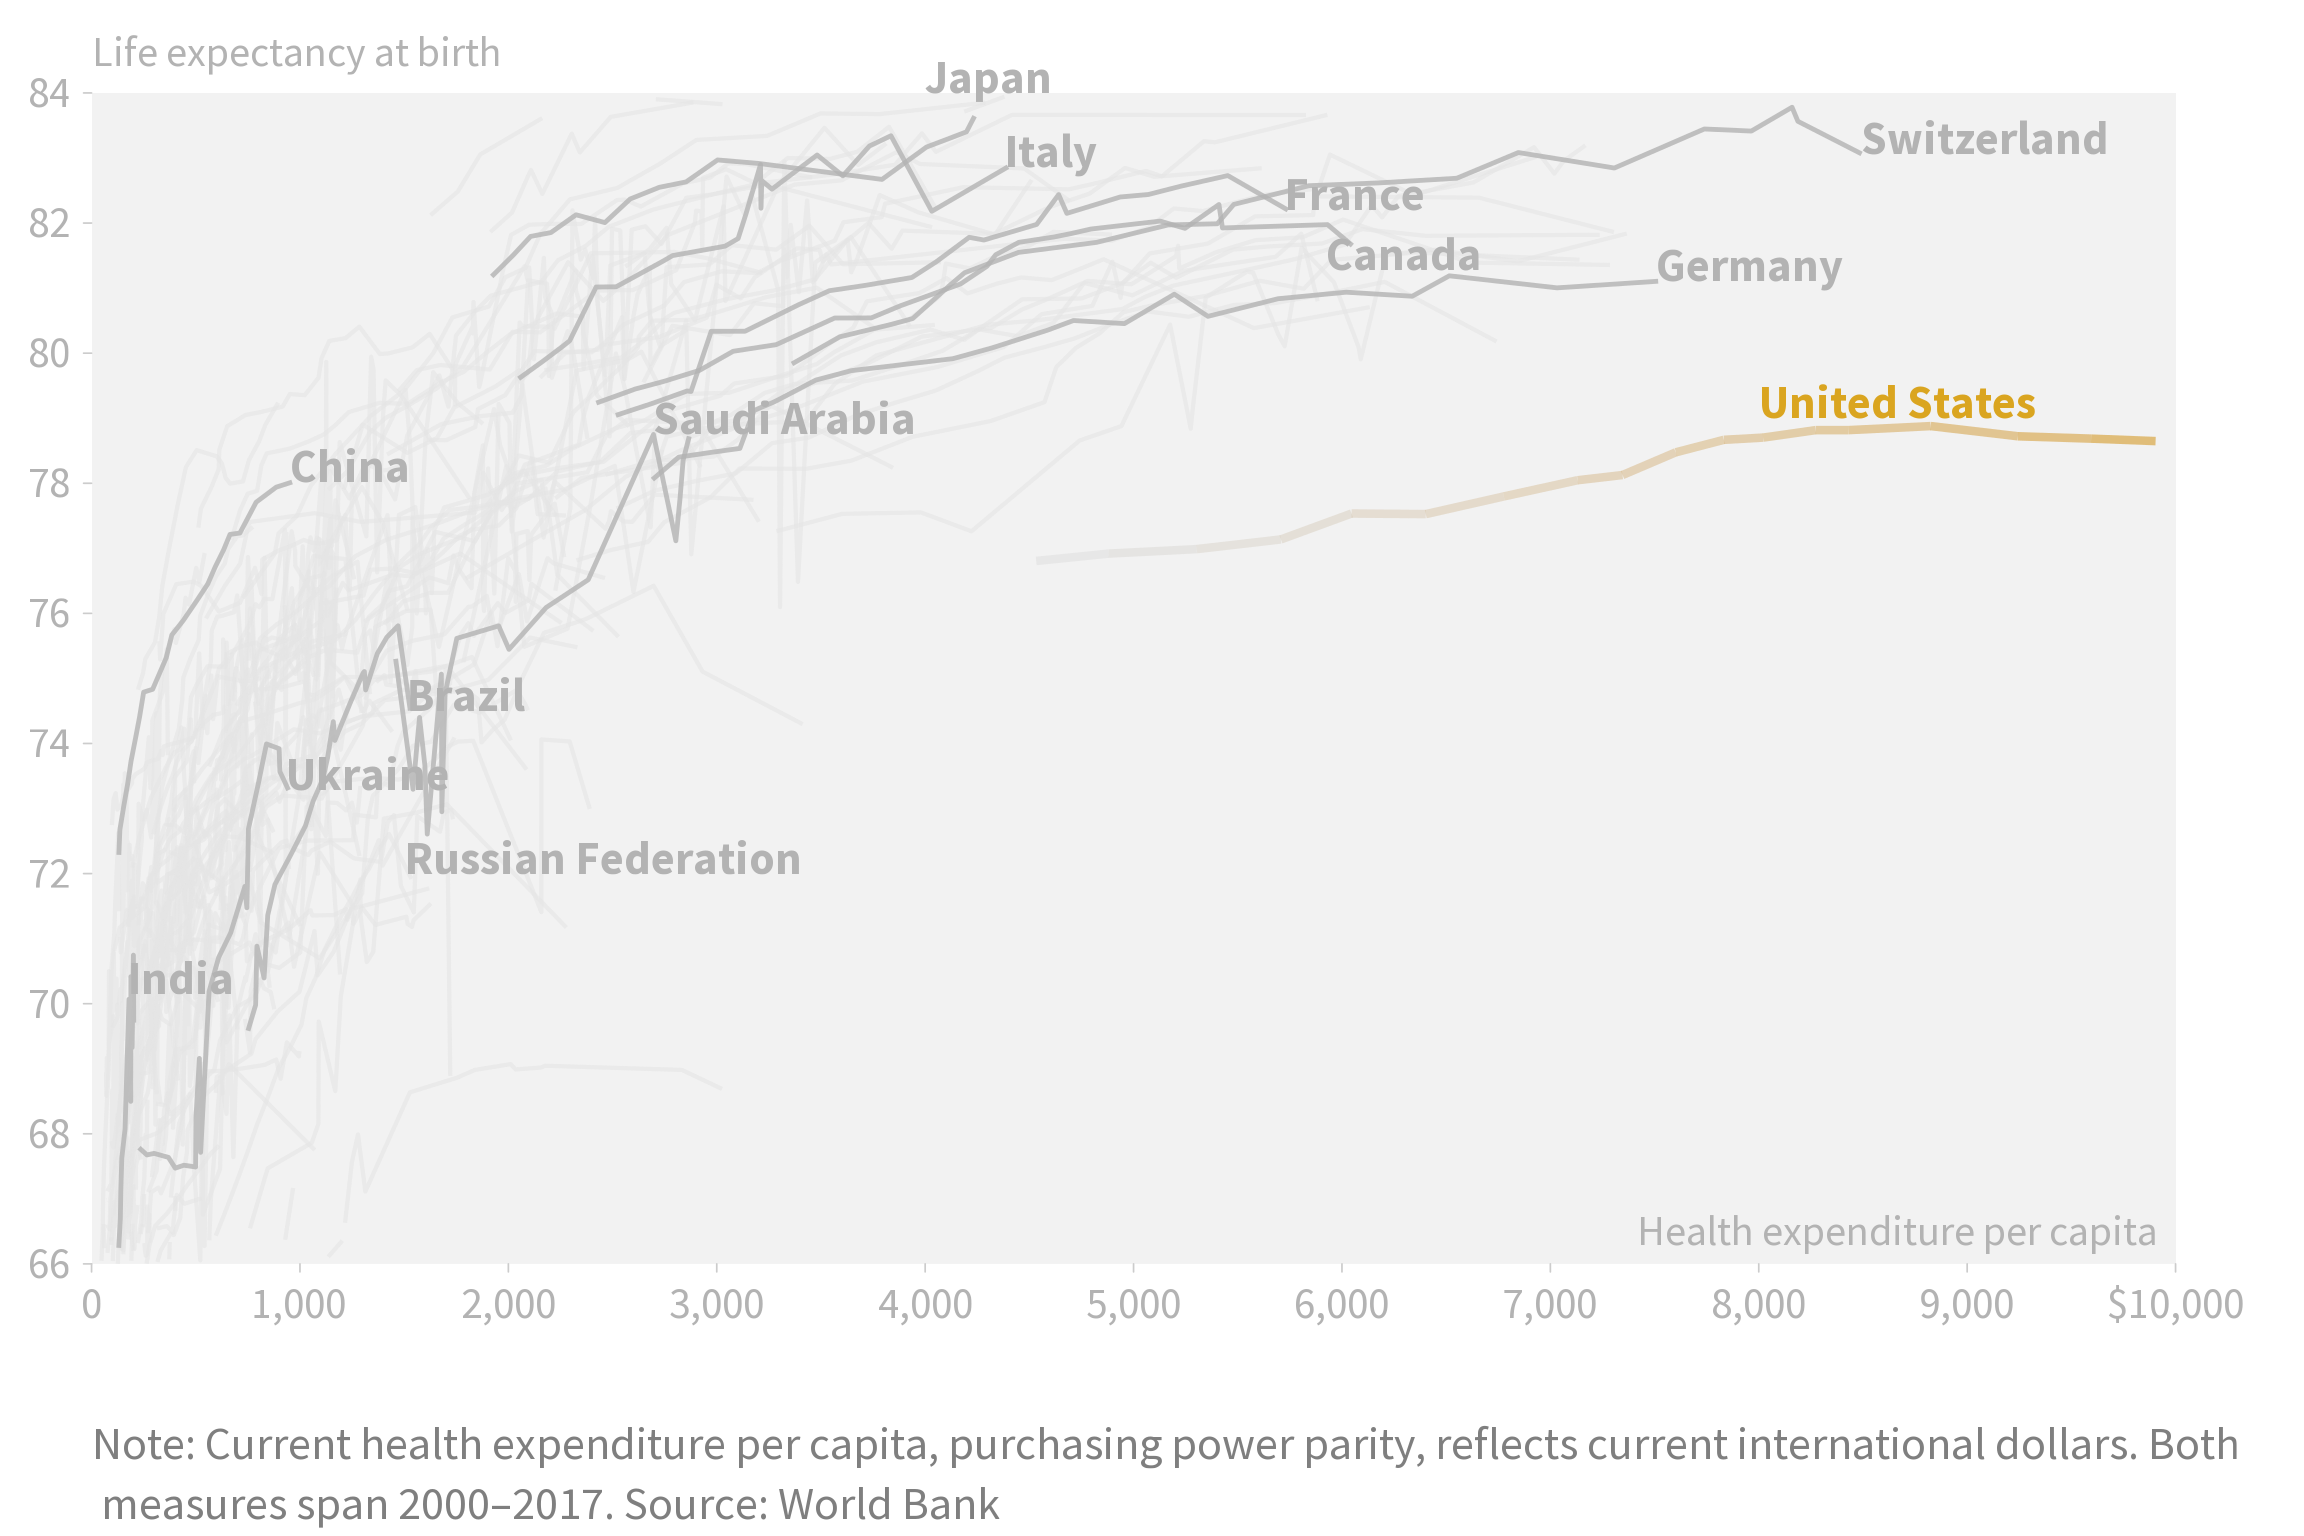 Life expectancy at birth
84
Japan
Switzerland
Italy
82
France
Canada
Germany
80
United States
Saudi Arabia
78
China
76
Brazil
74
Ukraine
72
Russian Federation
70
India
68
Health expenditure per capita
66
0 1,000 2,000 3,000 4,000 5,000 6,000 7,000 8,000 9,000 $10,000
Note: Current health expenditure per capita, purchasing power parity, reflects current international dollars. Both
measures span 2000–2017. Source: World Bank